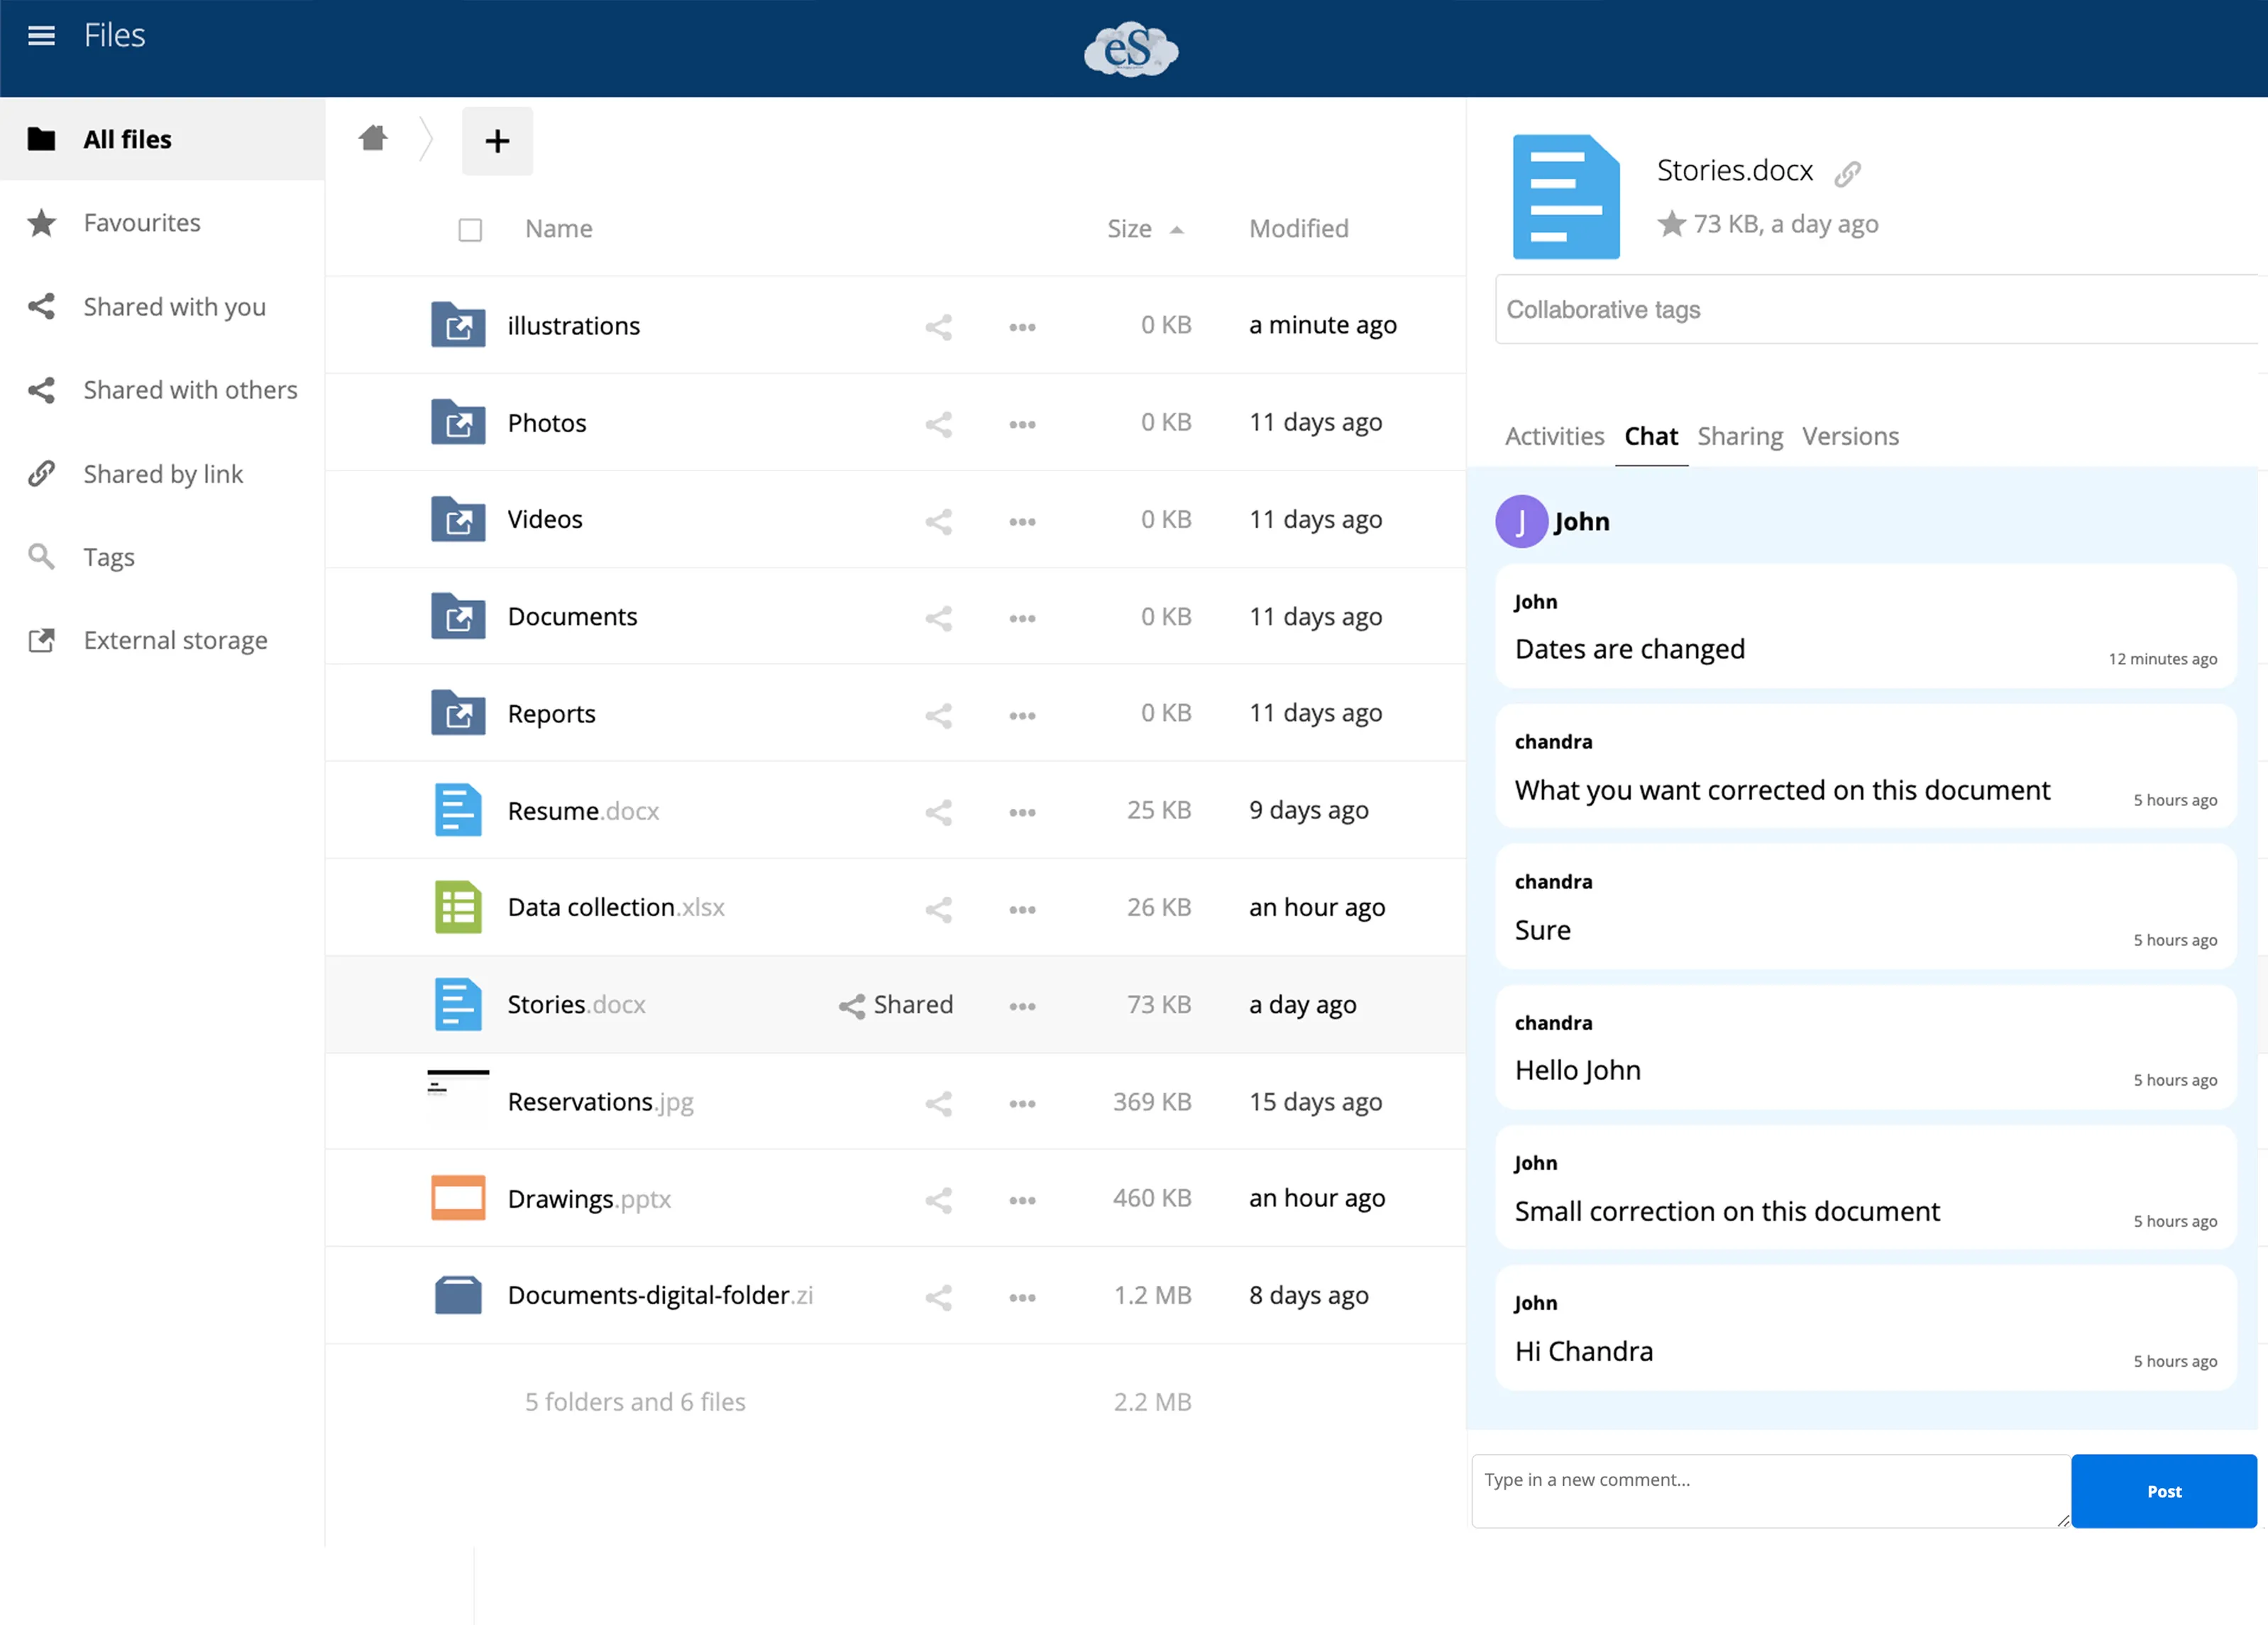 Files
eS
All files
Favourites
Shared with you
Shared with others
Shared by link
Tags
External storage
+
Name Size Modified
illustrations 0 KB a minute ago
Photos 0 KB 11 days ago
Videos 0 KB 11 days ago
Documents 0 KB 11 days ago
Reports 0 KB 11 days ago
Resume.docx 25 KB 9 days ago
Data collection.xlsx 26 KB an hour ago
Stories.docx Shared 73 KB a day ago
Reservations.jpg 369 KB 15 days ago
Drawings.pptx 460 KB an hour ago
Documents-digital-folder.zi 1.2 MB 8 days ago
5 folders and 6 files 2.2 MB
Stories.docx
73 KB, a day ago
Collaborative tags
Activities Chat Sharing Versions
J John
John
Dates are changed
12 minutes ago
chandra
What you want corrected on this document
5 hours ago
chandra
Sure
5 hours ago
chandra
Hello John
5 hours ago
John
Small correction on this document
5 hours ago
John
Hi Chandra
5 hours ago
Type in a new comment...
Post